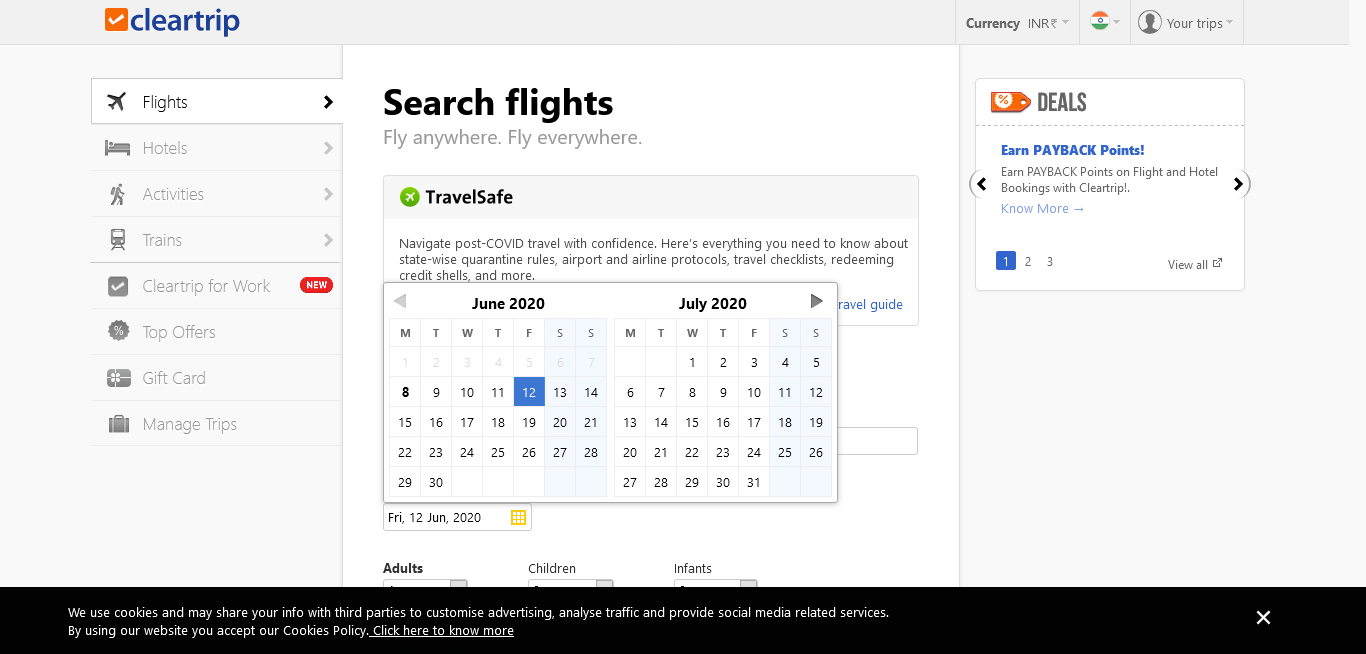 cleartrip
Currency INR₹
Your trips
Flights
Hotels
Activities
Trains
Cleartrip for Work NEW
Top Offers
Gift Card
Manage Trips
Search flights
Fly anywhere. Fly everywhere.
TravelSafe
Navigate post-COVID travel with confidence. Here's everything you need to know about
state-wise quarantine rules, airport and airline protocols, travel checklists, redeeming
credit shells, and more.
ravel guide
June 2020
M T W T F S S
1 2 3 4 5 6 7
8 9 10 11 12 13 14
15 16 17 18 19 20 21
22 23 24 25 26 27 28
29 30
July 2020
M T W T F S S
1 2 3 4 5
6 7 8 9 10 11 12
13 14 15 16 17 18 19
20 21 22 23 24 25 26
27 28 29 30 31
Fri, 12 Jun, 2020
Adults Children Infants
DEALS
Earn PAYBACK Points!
Earn PAYBACK Points on Flight and Hotel
Bookings with Cleartrip!.
Know More →
1 2 3
View all
We use cookies and may share your info with third parties to customise advertising, analyse traffic and provide social media related services.
By using our website you accept our Cookies Policy. Click here to know more